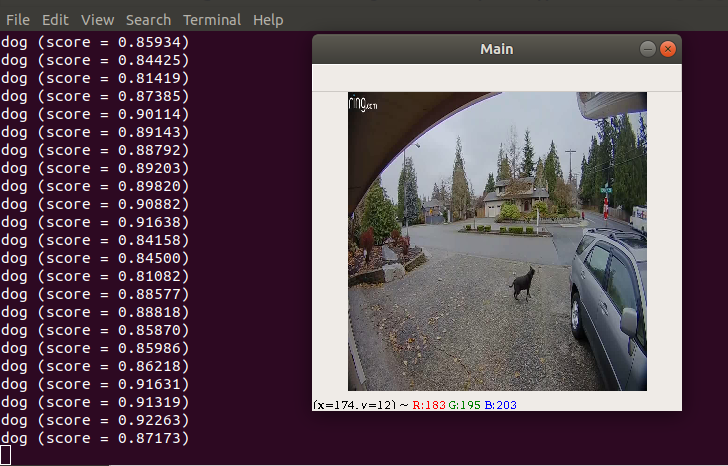 File Edit View Search Terminal Help
dog (score = 0.85934)
dog (score = 0.84425)
dog (score = 0.81419)
dog (score = 0.87385)
dog (score = 0.90114)
dog (score = 0.89143)
dog (score = 0.88792)
dog (score = 0.89203)
dog (score = 0.89820)
dog (score = 0.90882)
dog (score = 0.91638)
dog (score = 0.84158)
dog (score = 0.84500)
dog (score = 0.81082)
dog (score = 0.88577)
dog (score = 0.88818)
dog (score = 0.85870)
dog (score = 0.85986)
dog (score = 0.86218)
dog (score = 0.91631)
dog (score = 0.91319)
dog (score = 0.92263)
dog (score = 0.87173)
Main
ring.com
FedEx
(x=174, y=12) ~ R:183 G:195 B:203